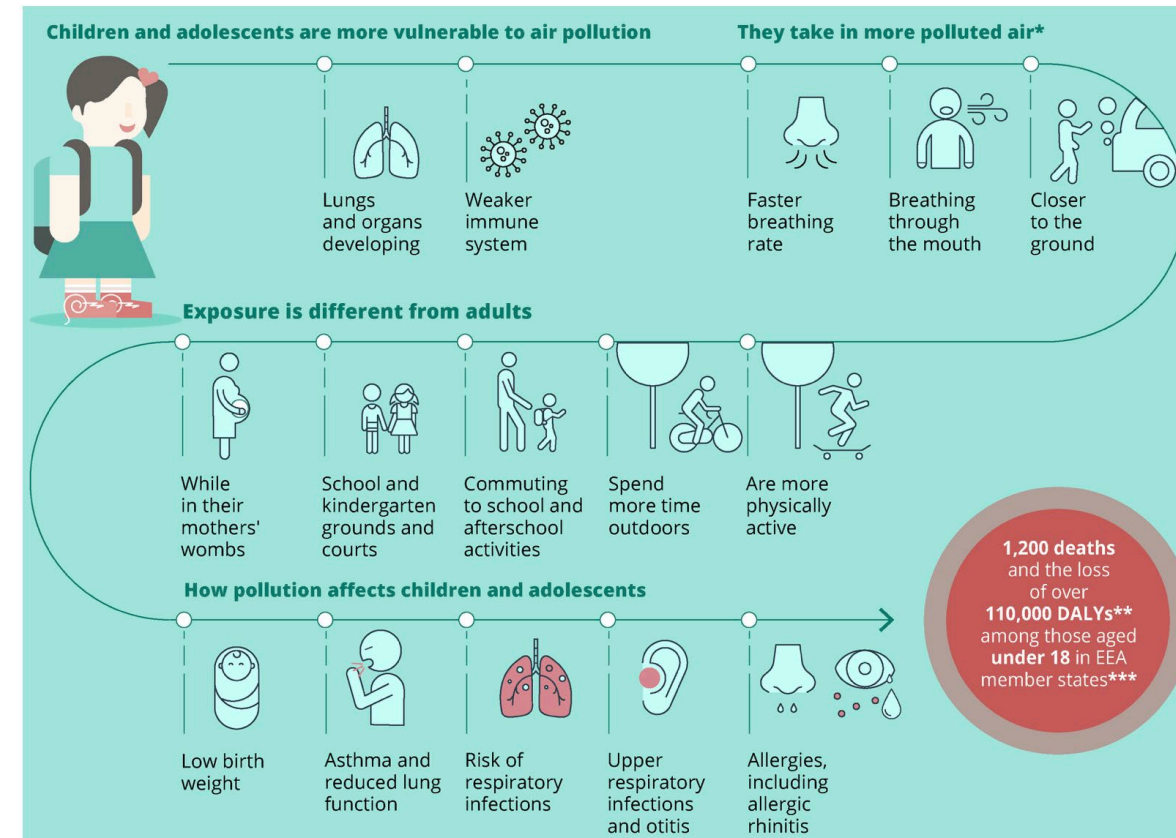 Children and adolescents are more vulnerable to air pollution
They take in more polluted air*
Lungs
and organs
developing
Weaker
immune
system
Faster
breathing
rate
Breathing
through
the mouth
Closer
to the
ground
Exposure is different from adults
While
in their
mothers'
wombs
School and
kindergarten
grounds and
courts
Commuting
to school and
afterschool
activities
Spend
more time
outdoors
Are more
physically
active
How pollution affects children and adolescents
Low birth
weight
Asthma and
reduced lung
function
Risk of
respiratory
infections
Upper
respiratory
infections
and otitis
Allergies,
including
allergic
rhinitis
1,200 deaths
and the loss
of over
110,000 DALYs**
among those aged
under 18 in EEA
member states***